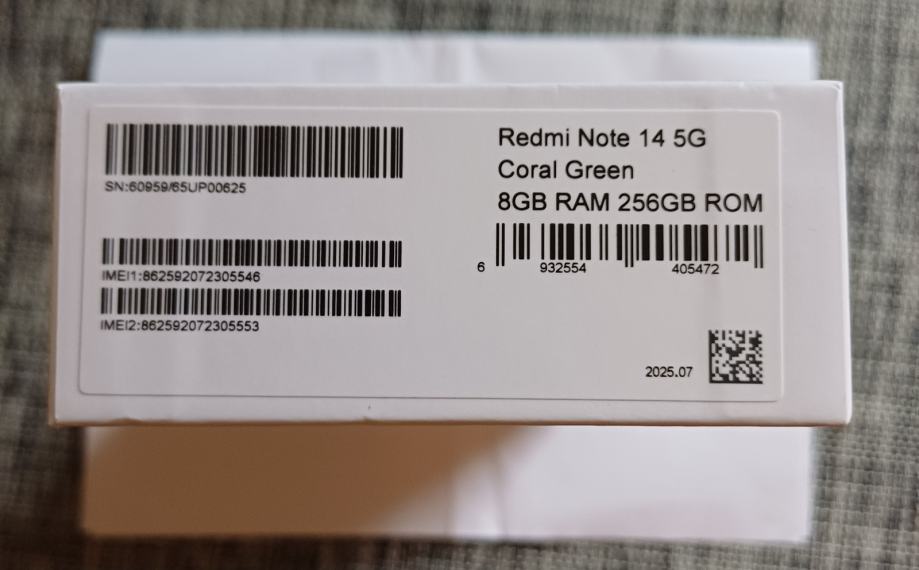 SN:60959/65UP00625
IMEI1:862592072305546
IMEI2:862592072305553
Redmi Note 14 5G
Coral Green
8GB RAM 256GB ROM
6 932554 405472
2025.07